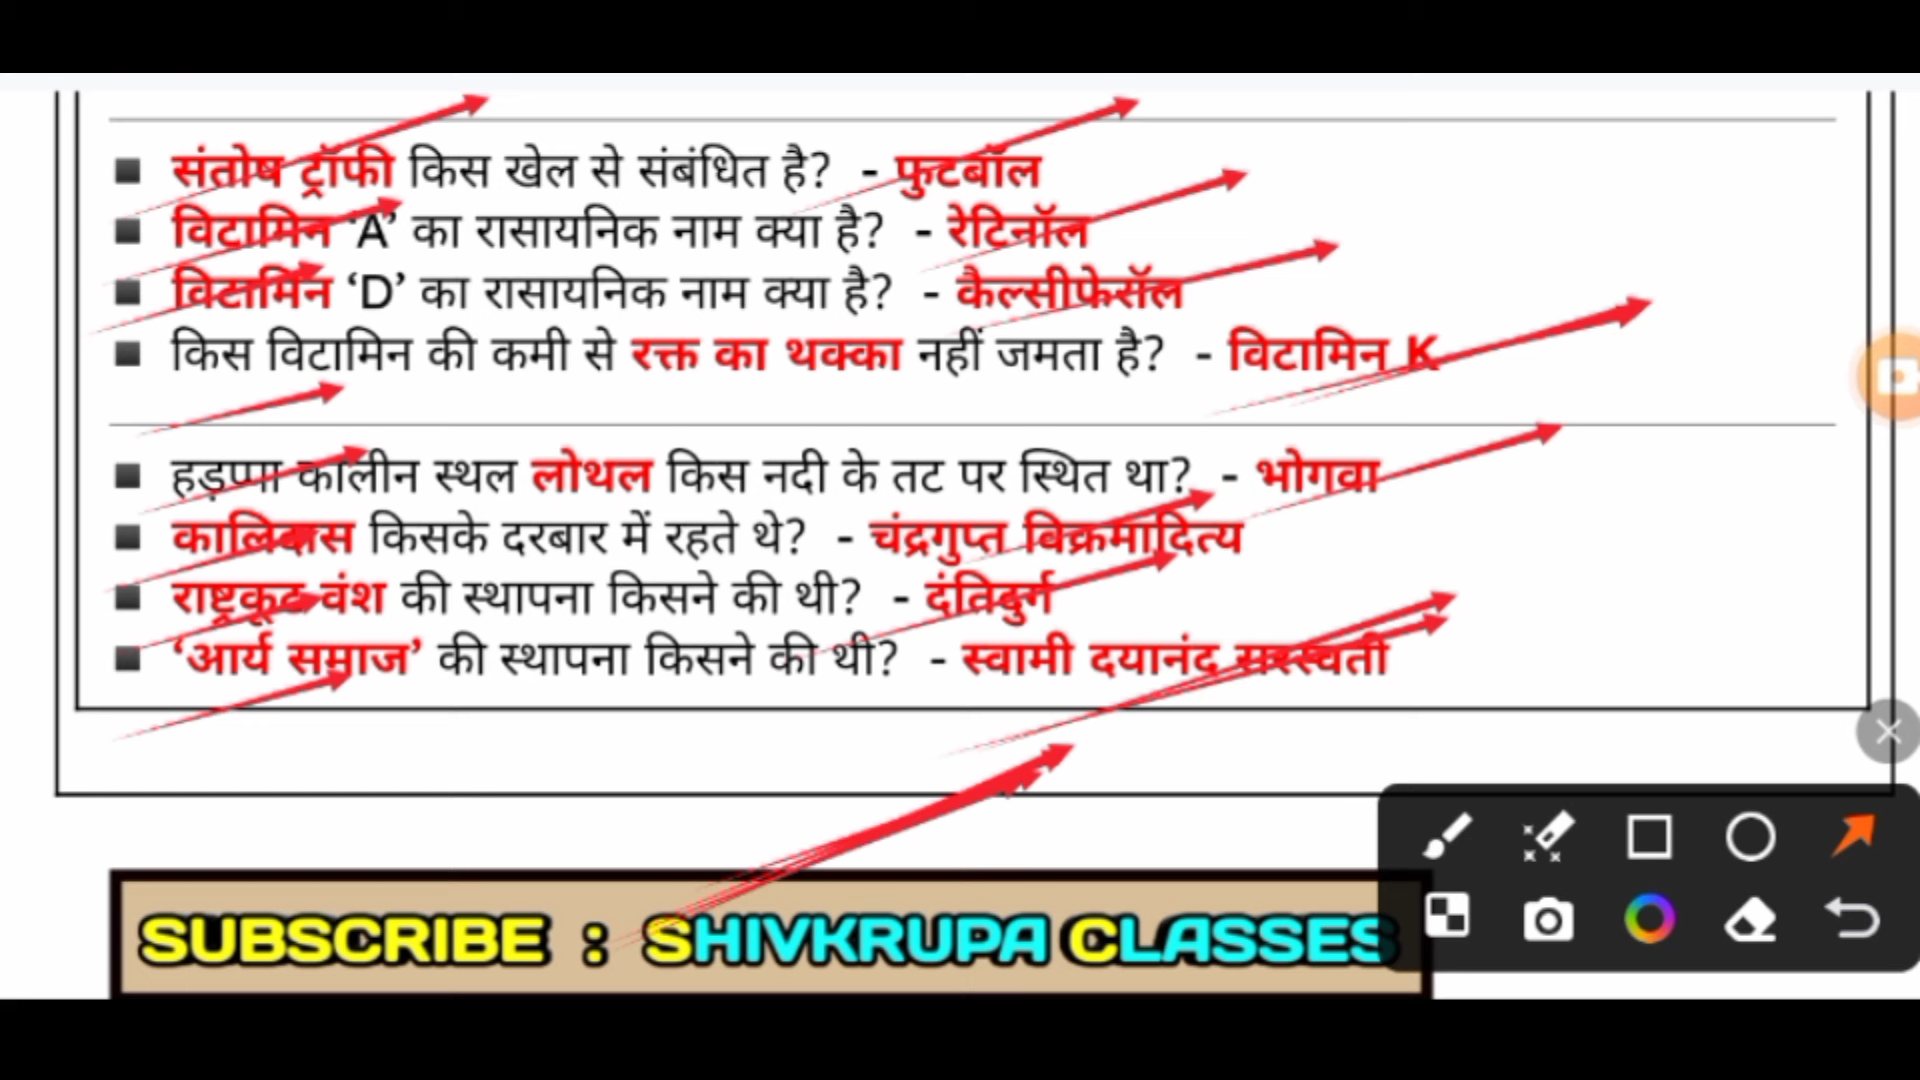 ■ संतोष ट्रॉफी किस खेल से संबंधित है? - फुटबॉल
■ विटामिन ‘A’ का रासायनिक नाम क्या है? - रेटिनॉल
■ विटामिन ‘D’ का रासायनिक नाम क्या है? - कैल्सीफेरॉल
■ किस विटामिन की कमी से रक्त का थक्का नहीं जमता है? - विटामिन K
■ हड़प्पा कालीन स्थल लोथल किस नदी के तट पर स्थित था? - भोगवा
■ कालिदास किसके दरबार में रहते थे? - चंद्रगुप्त विक्रमादित्य
■ राष्ट्रकूट वंश की स्थापना किसने की थी? - दंतिदुर्ग
■ ‘आर्य समाज’ की स्थापना किसने की थी? - स्वामी दयानंद सरस्वती
SUBSCRIBE : SHIVKRUPA CLASSES